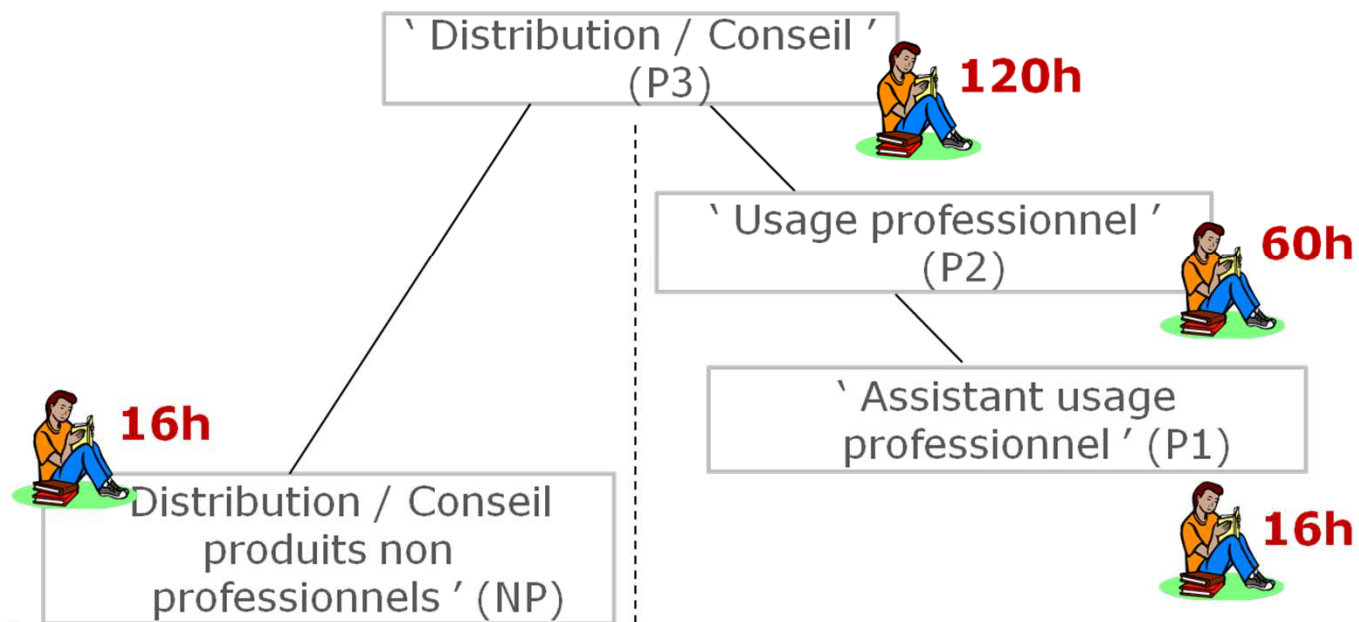 ‘ Distribution / Conseil ’
(P3)
120h
‘ Usage professionnel ’
(P2)
60h
‘ Assistant usage
professionnel ’ (P1)
16h
16h
Distribution / Conseil
produits non
professionnels ’ (NP)